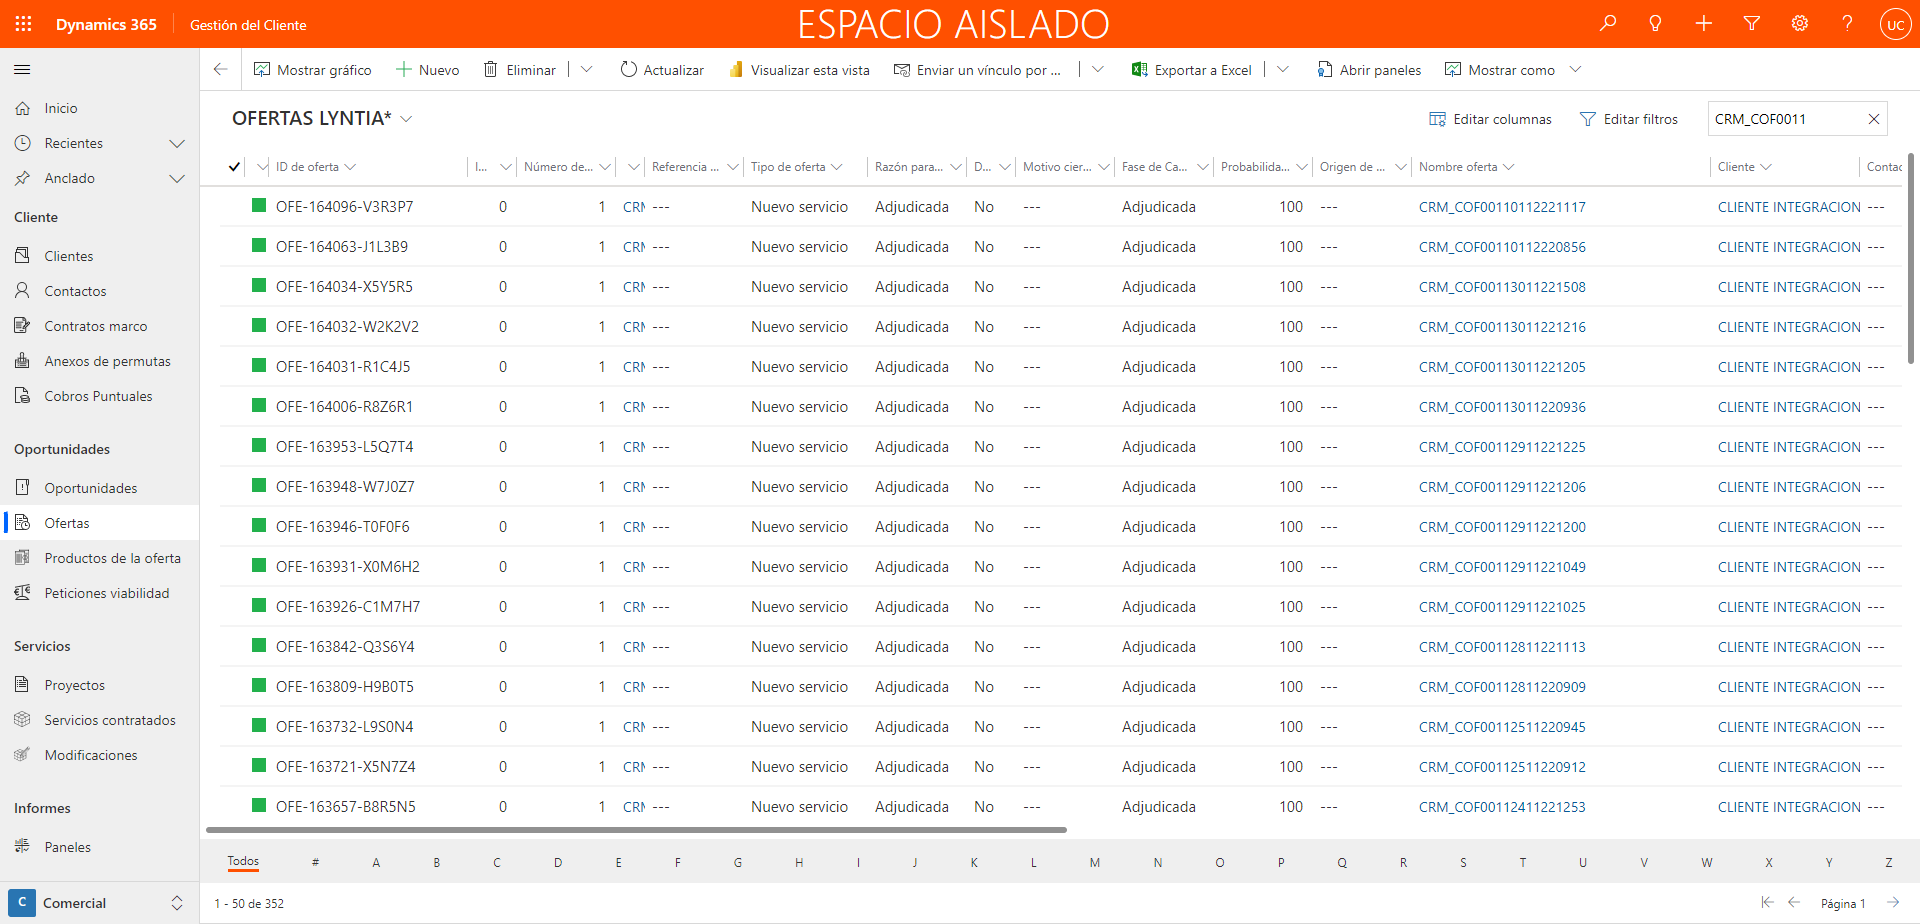 Dynamics 365 Gestión del Cliente ESPACIO AISLADO UC
Mostrar gráfico Nuevo Eliminar Actualizar Visualizar esta vista Enviar un vínculo por ... Exportar a Excel Abrir paneles Mostrar como
Inicio
Recientes
Anclado
Cliente
Clientes
Contactos
Contratos marco
Anexos de permutas
Cobros Puntuales
Oportunidades
Oportunidades
Ofertas
Productos de la oferta
Peticiones viabilidad
Servicios
Proyectos
Servicios contratados
Modificaciones
Informes
Paneles
C Comercial
OFERTAS LYNTIA* Editar columnas Editar filtros CRM_COF0011
ID de oferta I... Número de... Referencia ... Tipo de oferta Razón para... D... Motivo cier... Fase de Ca... Probabilida... Origen de ... Nombre oferta Cliente Contac
OFE-164096-V3R3P7 0 1 CRM --- Nuevo servicio Adjudicada No --- Adjudicada 100 --- CRM_COF00110112221117 CLIENTE INTEGRACION ---
OFE-164063-J1L3B9 0 1 CRM --- Nuevo servicio Adjudicada No --- Adjudicada 100 --- CRM_COF00110112220856 CLIENTE INTEGRACION ---
OFE-164034-X5Y5R5 0 1 CRM --- Nuevo servicio Adjudicada No --- Adjudicada 100 --- CRM_COF00113011221508 CLIENTE INTEGRACION ---
OFE-164032-W2K2V2 0 1 CRM --- Nuevo servicio Adjudicada No --- Adjudicada 100 --- CRM_COF00113011221216 CLIENTE INTEGRACION ---
OFE-164031-R1C4J5 0 1 CRM --- Nuevo servicio Adjudicada No --- Adjudicada 100 --- CRM_COF00113011221205 CLIENTE INTEGRACION ---
OFE-164006-R8Z6R1 0 1 CRM --- Nuevo servicio Adjudicada No --- Adjudicada 100 --- CRM_COF00113011220936 CLIENTE INTEGRACION ---
OFE-163953-L5Q7T4 0 1 CRM --- Nuevo servicio Adjudicada No --- Adjudicada 100 --- CRM_COF00112911221225 CLIENTE INTEGRACION ---
OFE-163948-W7J0Z7 0 1 CRM --- Nuevo servicio Adjudicada No --- Adjudicada 100 --- CRM_COF00112911221206 CLIENTE INTEGRACION ---
OFE-163946-T0F0F6 0 1 CRM --- Nuevo servicio Adjudicada No --- Adjudicada 100 --- CRM_COF00112911221200 CLIENTE INTEGRACION ---
OFE-163931-X0M6H2 0 1 CRM --- Nuevo servicio Adjudicada No --- Adjudicada 100 --- CRM_COF00112911221049 CLIENTE INTEGRACION ---
OFE-163926-C1M7H7 0 1 CRM --- Nuevo servicio Adjudicada No --- Adjudicada 100 --- CRM_COF00112911221025 CLIENTE INTEGRACION ---
OFE-163842-Q3S6Y4 0 1 CRM --- Nuevo servicio Adjudicada No --- Adjudicada 100 --- CRM_COF00112811221113 CLIENTE INTEGRACION ---
OFE-163809-H9B0T5 0 1 CRM --- Nuevo servicio Adjudicada No --- Adjudicada 100 --- CRM_COF00112811220909 CLIENTE INTEGRACION ---
OFE-163732-L9S0N4 0 1 CRM --- Nuevo servicio Adjudicada No --- Adjudicada 100 --- CRM_COF00112511220945 CLIENTE INTEGRACION ---
OFE-163721-X5N7Z4 0 1 CRM --- Nuevo servicio Adjudicada No --- Adjudicada 100 --- CRM_COF00112511220912 CLIENTE INTEGRACION ---
OFE-163657-B8R5N5 0 1 CRM --- Nuevo servicio Adjudicada No --- Adjudicada 100 --- CRM_COF00112411221253 CLIENTE INTEGRACION ---
Todos # A B C D E F G H I J K L M N O P Q R S T U V W X Y Z
1 - 50 de 352 Página 1